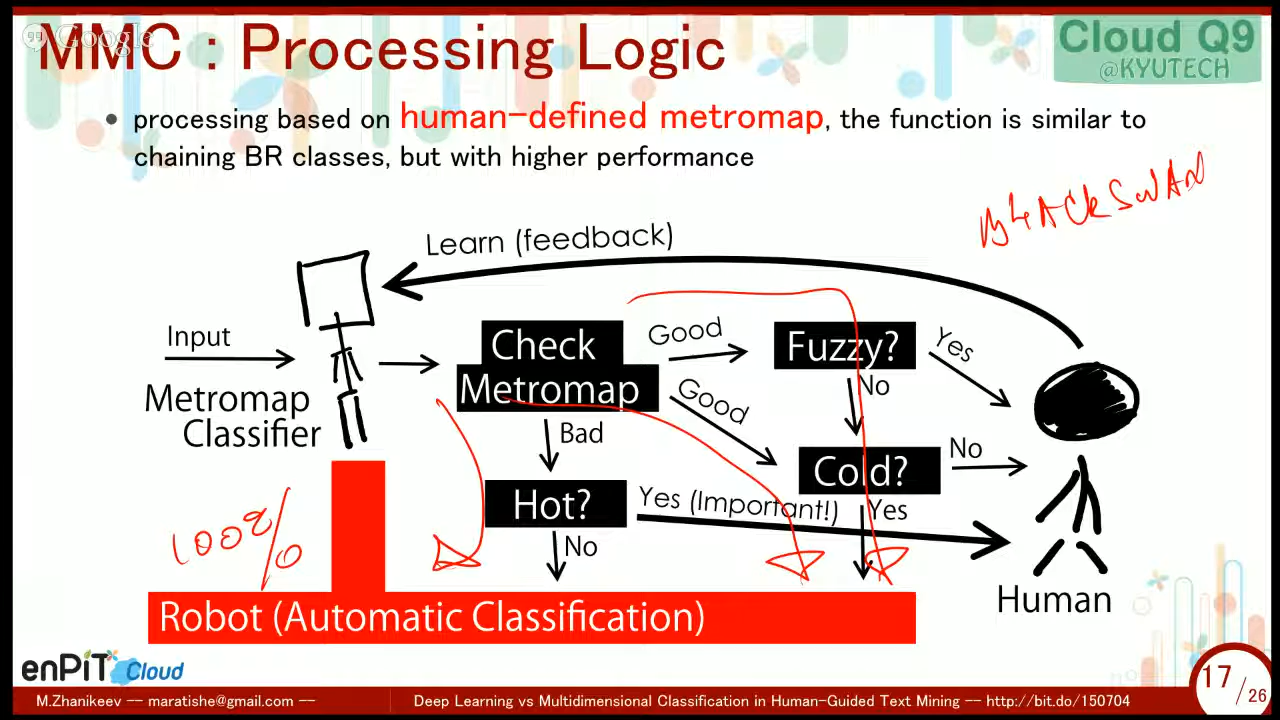 Google
MMC : Processing Logic
Cloud Q9
@KYUTECH
• processing based on human-defined metromap, the function is similar to
chaining BR classes, but with higher performance
BLACK SWAN
Learn (feedback)
Input
Metromap
Classifier
Check
Metromap
Good
Fuzzy?
Yes
Good
No
Bad
Cold?
No
Hot?
Yes (Important!)
Yes
No
100%
Human
Robot (Automatic Classification)
enPiT Cloud
M.Zhanikeev -- maratishe@gmail.com --
Deep Learning vs Multidimensional Classification in Human-Guided Text Mining -- http://bit.do/150704
17/26